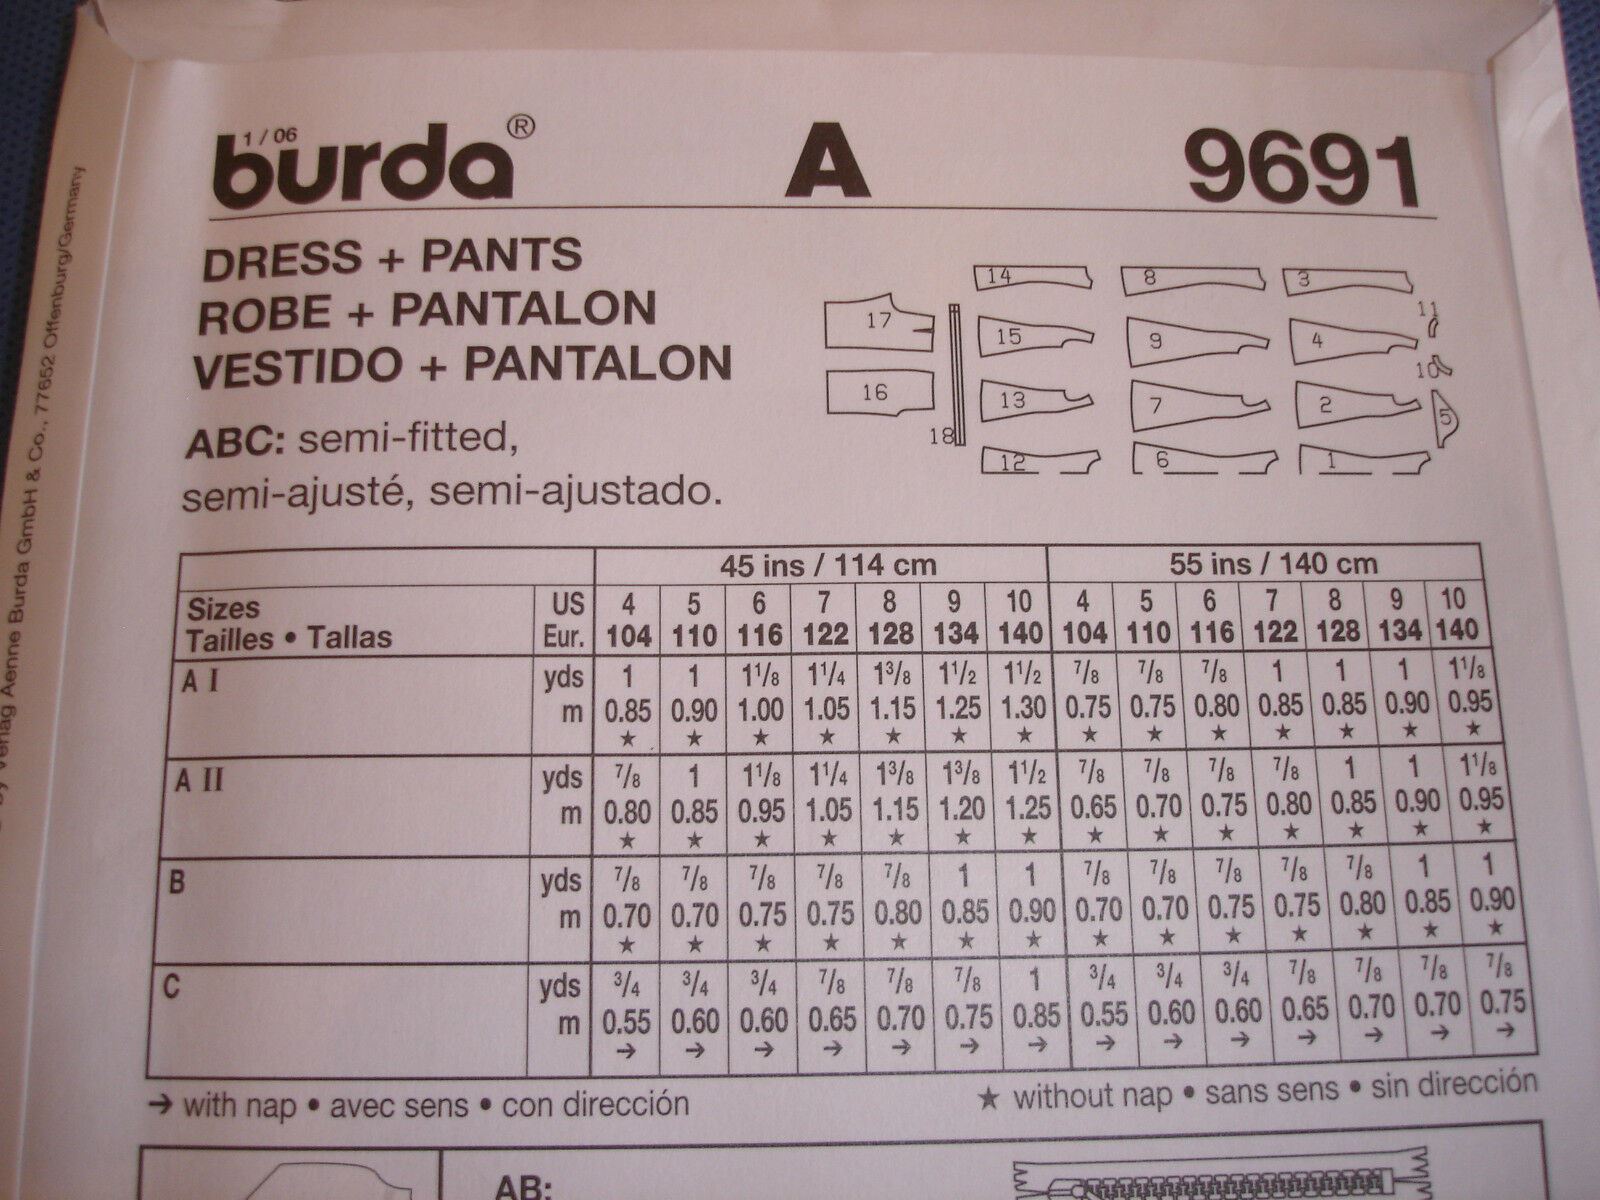 1 / 06
burda®
A
9691
DRESS + PANTS
ROBE + PANTALON
VESTIDO + PANTALON
ABC: semi-fitted,
semi-ajusté, semi-ajustado.
14 8 3
17 11
15 9 4
10
16 13 7 2 5
18 12 6 1
45 ins / 114 cm 55 ins / 140 cm
Sizes US 4 5 6 7 8 9 10 4 5 6 7 8 9 10
Tailles • Tallas Eur. 104 110 116 122 128 134 140 104 110 116 122 128 134 140
A I yds 1 1 1 1/8 1 1/4 1 3/8 1 1/2 1 1/2 7/8 7/8 7/8 1 1 1 1 1/8
m 0.85 0.90 1.00 1.05 1.15 1.25 1.30 0.75 0.75 0.80 0.85 0.85 0.90 0.95
★ ★ ★ ★ ★ ★ ★ ★ ★ ★ ★ ★ ★ ★
A II yds 7/8 1 1 1/8 1 1/4 1 3/8 1 3/8 1 1/2 7/8 7/8 7/8 7/8 1 1 1 1/8
m 0.80 0.85 0.95 1.05 1.15 1.20 1.25 0.65 0.70 0.75 0.80 0.85 0.90 0.95
★ ★ ★ ★ ★ ★ ★ ★ ★ ★ ★ ★ ★ ★
B yds 7/8 7/8 7/8 7/8 7/8 1 1 7/8 7/8 7/8 7/8 7/8 1 1
m 0.70 0.70 0.75 0.75 0.80 0.85 0.90 0.70 0.70 0.75 0.75 0.80 0.85 0.90
★ ★ ★ ★ ★ ★ ★ ★ ★ ★ ★ ★ ★ ★
C yds 3/4 3/4 3/4 7/8 7/8 7/8 1 3/4 3/4 3/4 7/8 7/8 7/8 7/8
m 0.55 0.60 0.60 0.65 0.70 0.75 0.85 0.55 0.60 0.60 0.65 0.70 0.70 0.75
→ → → → → → → → → → → → → →
→ with nap • avec sens • con dirección ★ without nap • sans sens • sin dirección
AB:
by Verlag Aenne Burda GmbH & Co., 77652 Offenburg/Germany